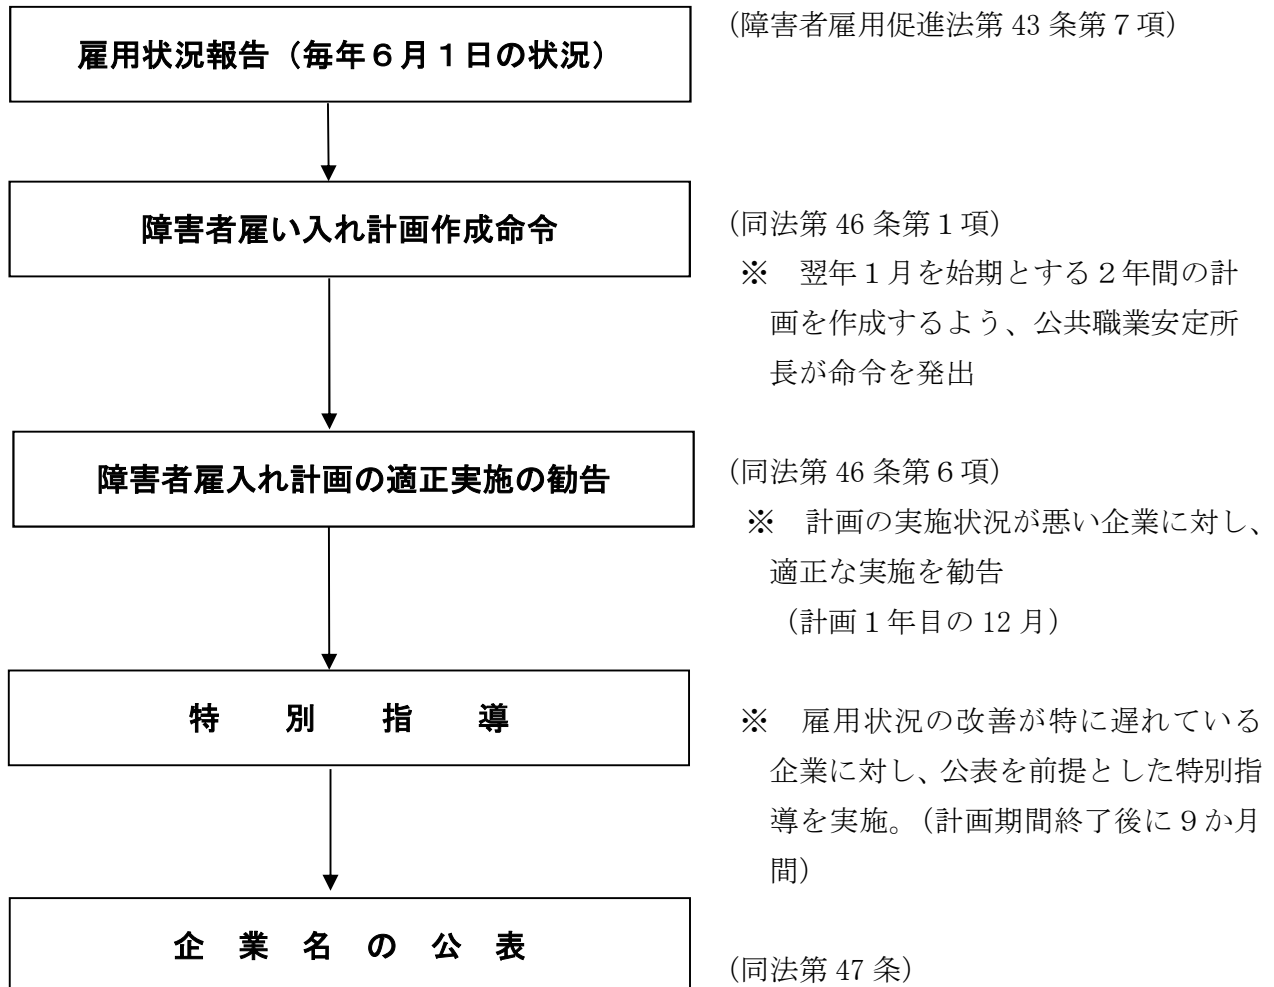 雇用状況報告（毎年６月１日の状況）
（障害者雇用促進法第 43 条第７項）
障害者雇い入れ計画作成命令
（同法第 46 条第１項）
※　翌年１月を始期とする２年間の計
画を作成するよう、公共職業安定所
長が命令を発出
障害者雇入れ計画の適正実施の勧告
（同法第 46 条第６項）
※　計画の実施状況が悪い企業に対し、
適正な実施を勧告
（計画１年目の 12 月）
特　別　指　導
※　雇用状況の改善が特に遅れている
企業に対し、公表を前提とした特別指
導を実施。（計画期間終了後に９か月
間）
企　業　名　の　公　表
（同法第 47 条）